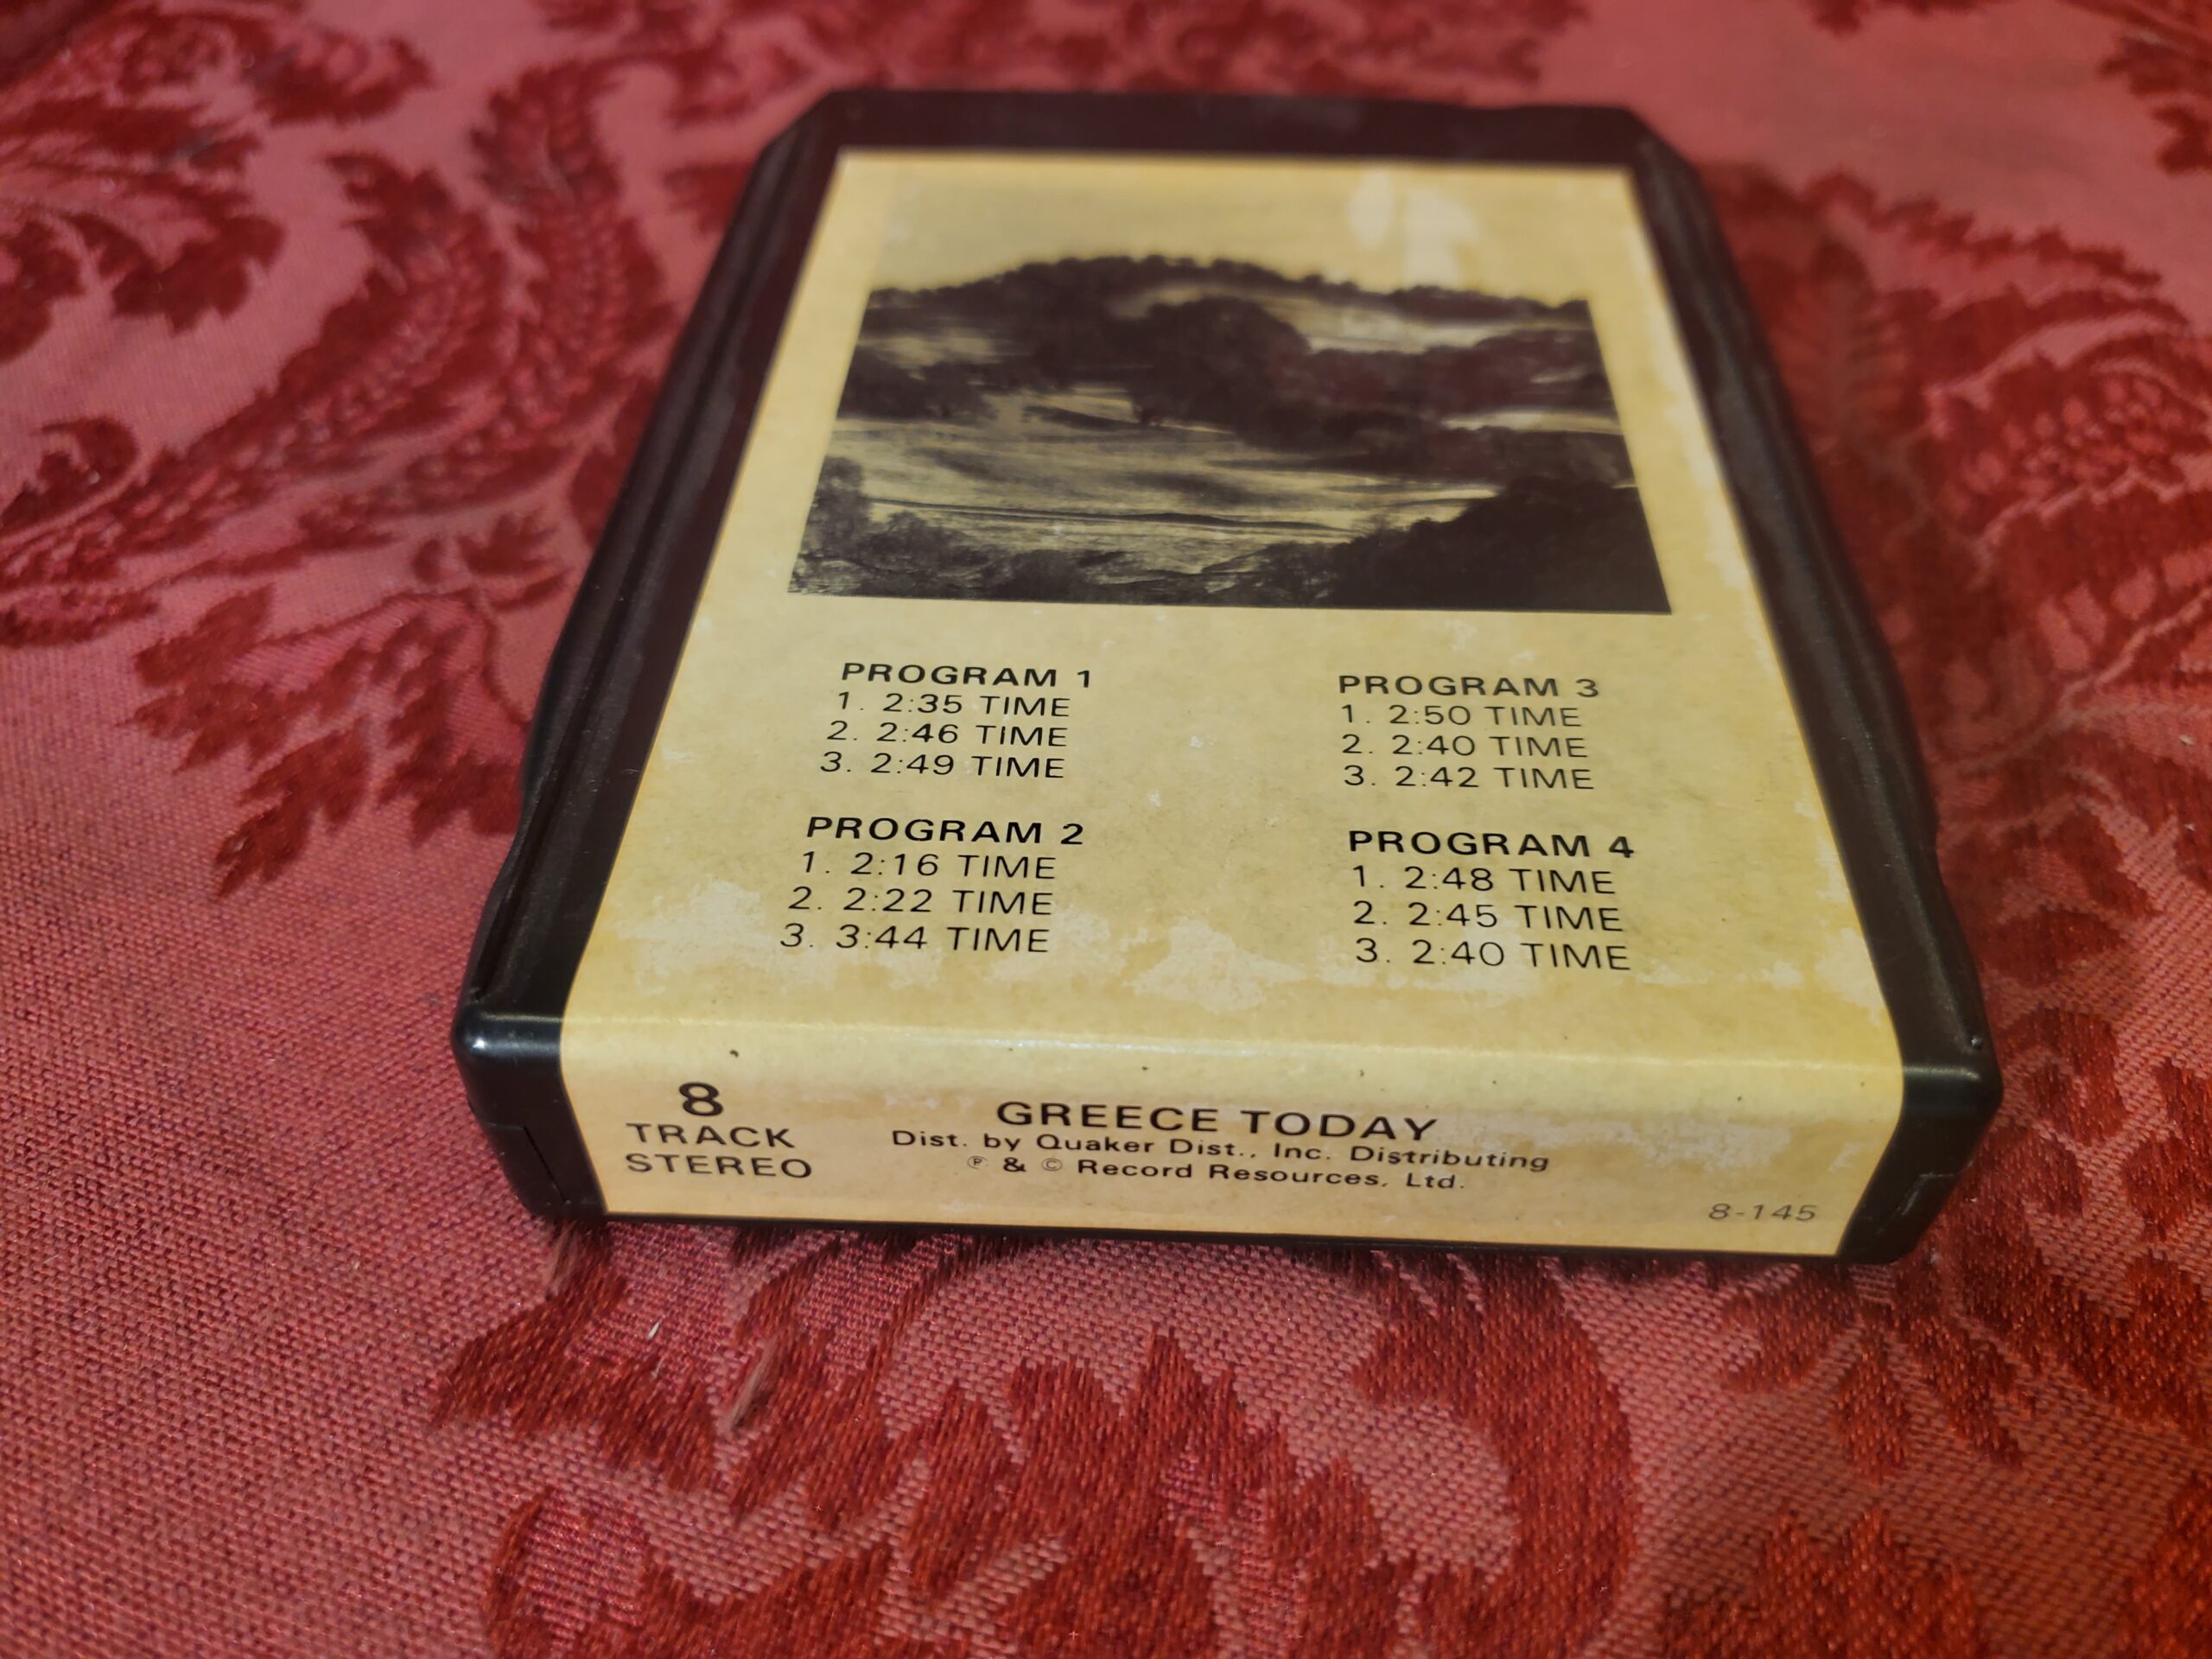 PROGRAM 1
1. 2:35 TIME
2. 2:46 TIME
3. 2:49 TIME
PROGRAM 2
1. 2:16 TIME
2. 2:22 TIME
3. 3:44 TIME
PROGRAM 3
1. 2:50 TIME
2. 2:40 TIME
3. 2:42 TIME
PROGRAM 4
1. 2:48 TIME
2. 2:45 TIME
3. 2:40 TIME
8
TRACK
STEREO
GREECE TODAY
Dist. by Quaker Dist., Inc. Distributing
℗ & © Record Resources, Ltd.
8-145